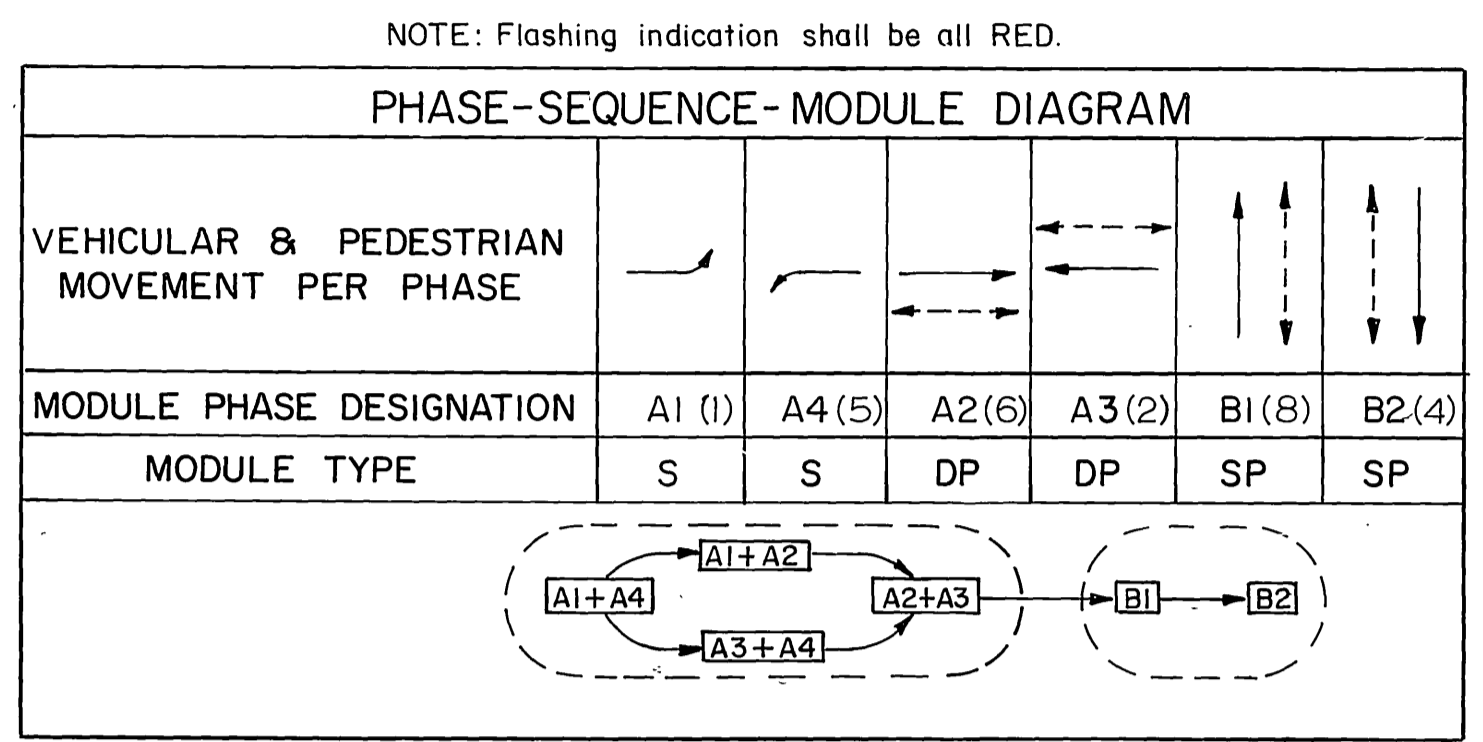 NOTE: Flashing indication shall be all RED.
PHASE-SEQUENCE-MODULE DIAGRAM
VEHICULAR & PEDESTRIAN
MOVEMENT PER PHASE
MODULE PHASE DESIGNATION A1(1) A4(5) A2(6) A3(2) B1(8) B2(4)
MODULE TYPE S S DP DP SP SP
A1+A2
A1+A4 A2+A3 B1 B2
A3+A4